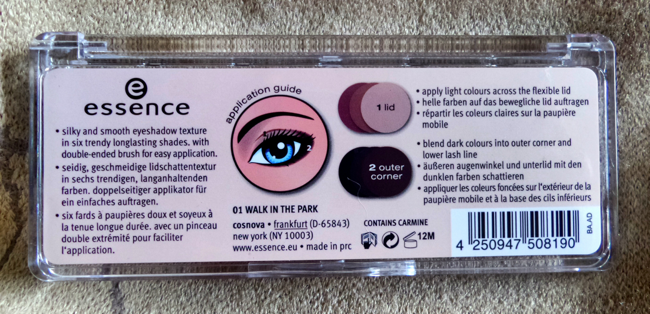 essence
• silky and smooth eyeshadow texture
in six trendy longlasting shades. with
double-ended brush for easy application.
• seidig, geschmeidige lidschattentextur
in sechs trendigen, langanhaltenden
farben. doppelseitiger applikator für
ein einfaches auftragen.
• six fards à paupières doux et soyeux à
la tenue longue durée. avec un pinceau
double extrémité pour faciliter
l'application.
application guide
2
01 WALK IN THE PARK
cosnova • frankfurt (D-65843)
new york (NY 10003)
www.essence.eu • made in prc
1 lid
2 outer
corner
• apply light colours across the flexible lid
• helle farben auf das bewegliche lid auftragen
• répartir les couleurs claires sur la paupière
mobile
• blend dark colours into outer corner and
lower lash line
• äußeren augenwinkel und unterlid mit den
dunklen farben schattieren
• appliquer les coleurs foncées sur l'extérieur de la
paupière mobile et à la base des cils inférieurs
CONTAINS CARMINE
12M
4 250947 508190
BA.AD